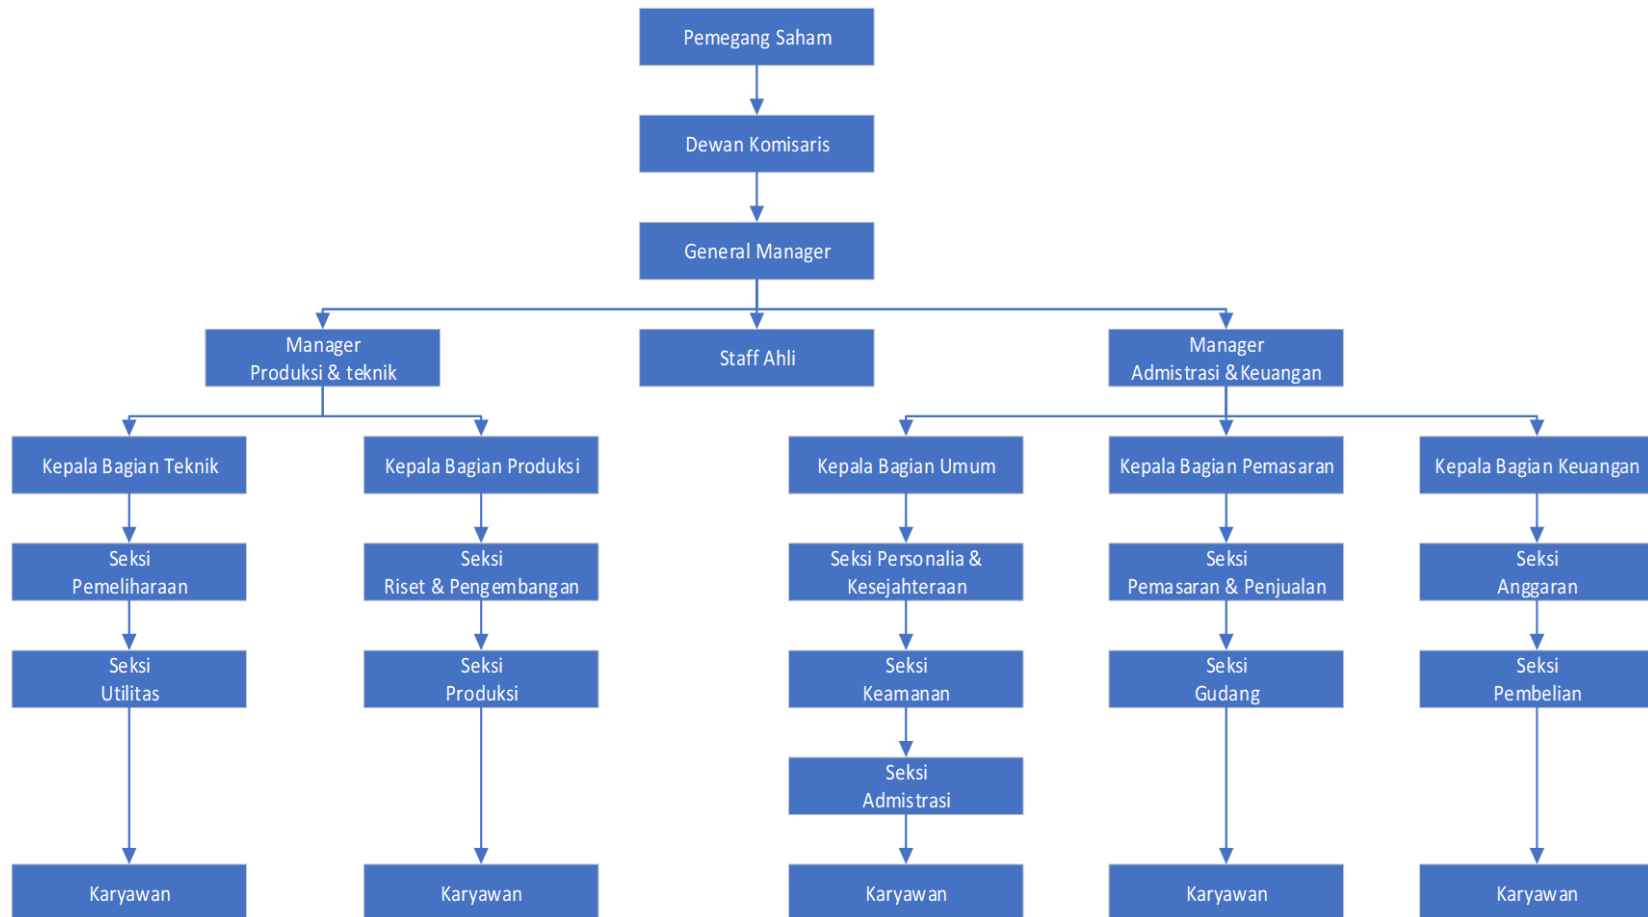 Pemegang Saham
Dewan Komisaris
General Manager
Manager
Produksi & teknik
Staff Ahli
Manager
Admistrasi &Keuangan
Kepala Bagian Teknik
Kepala Bagian Produksi
Kepala Bagian Umum
Kepala Bagian Pemasaran
Kepala Bagian Keuangan
Seksi
Pemeliharaan
Seksi
Riset & Pengembangan
Seksi Personalia &
Kesejahteraan
Seksi
Pemasaran & Penjualan
Seksi
Anggaran
Seksi
Utilitas
Seksi
Produksi
Seksi
Keamanan
Seksi
Gudang
Seksi
Pembelian
Seksi
Admistrasi
Karyawan
Karyawan
Karyawan
Karyawan
Karyawan